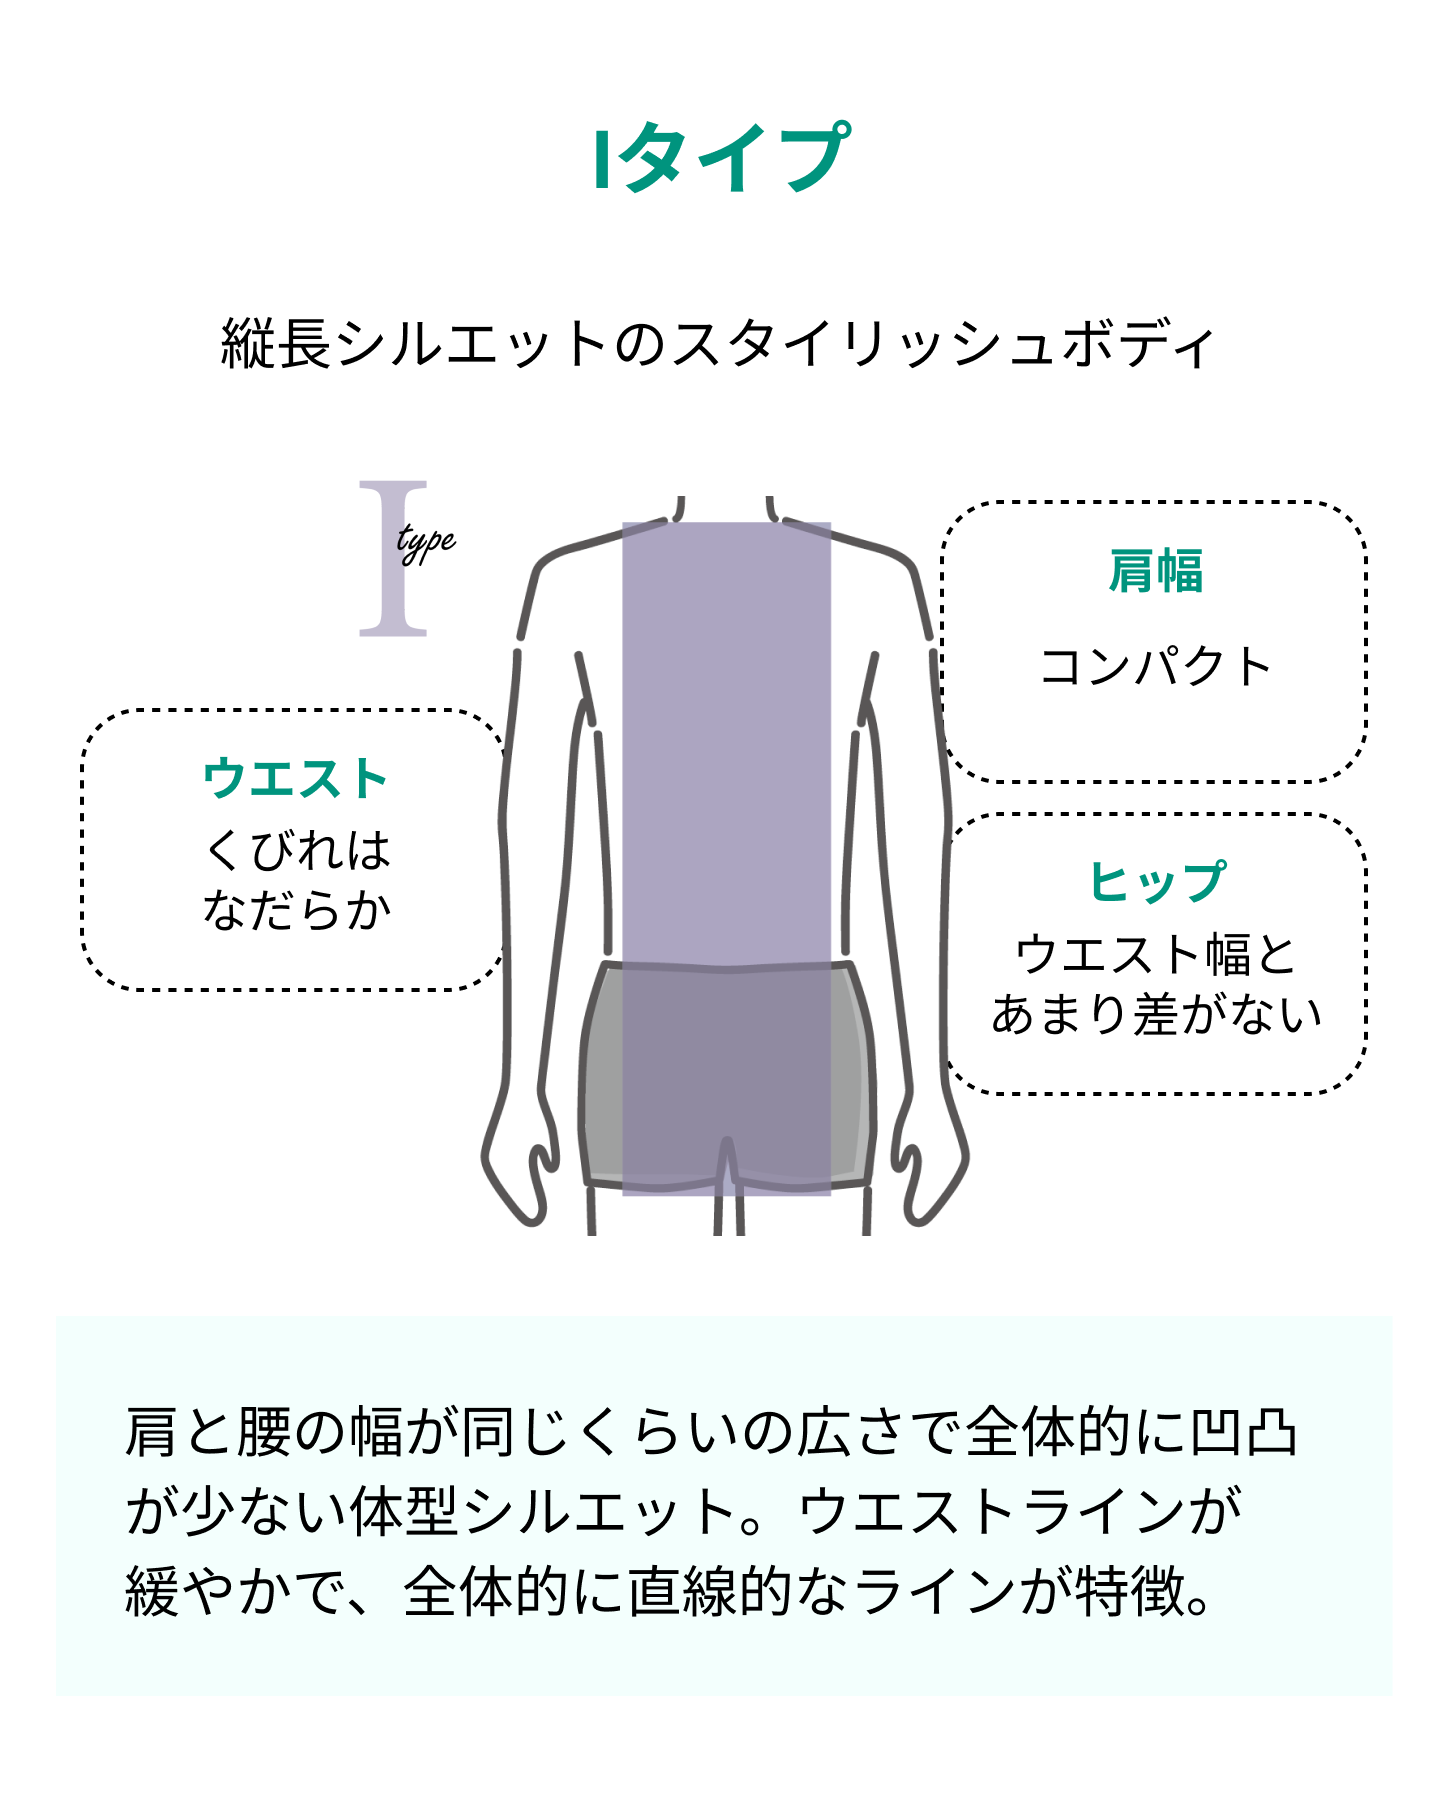 Iタイプ
縦長シルエットのスタイリッシュボディ
I
type
肩幅
コンパクト
ウエスト
くびれは
なだらか
ヒップ
ウエスト幅と
あまり差がない
肩と腰の幅が同じくらいの広さで全体的に凹凸
が少ない体型シルエット。ウエストラインが
緩やかで、全体的に直線的なラインが特徴。